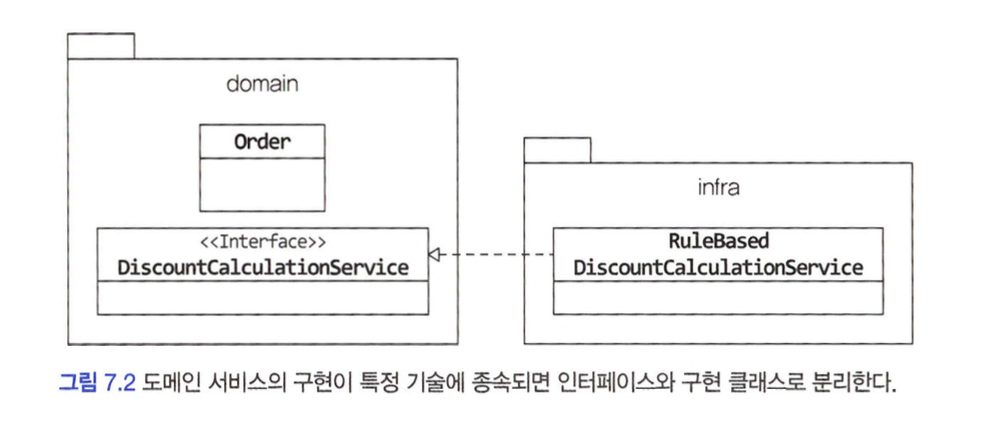 domain
Order
<<Interface>>
DiscountCalculationService
infra
RuleBased
DiscountCalculationService
그림 7.2 도메인 서비스의 구현이 특정 기술에 종속되면 인터페이스와 구현 클래스로 분리한다.